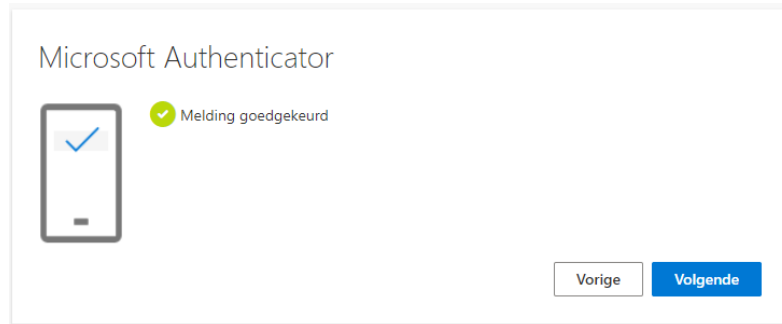 Microsoft Authenticator
Melding goedgekeurd
Vorige
Volgende